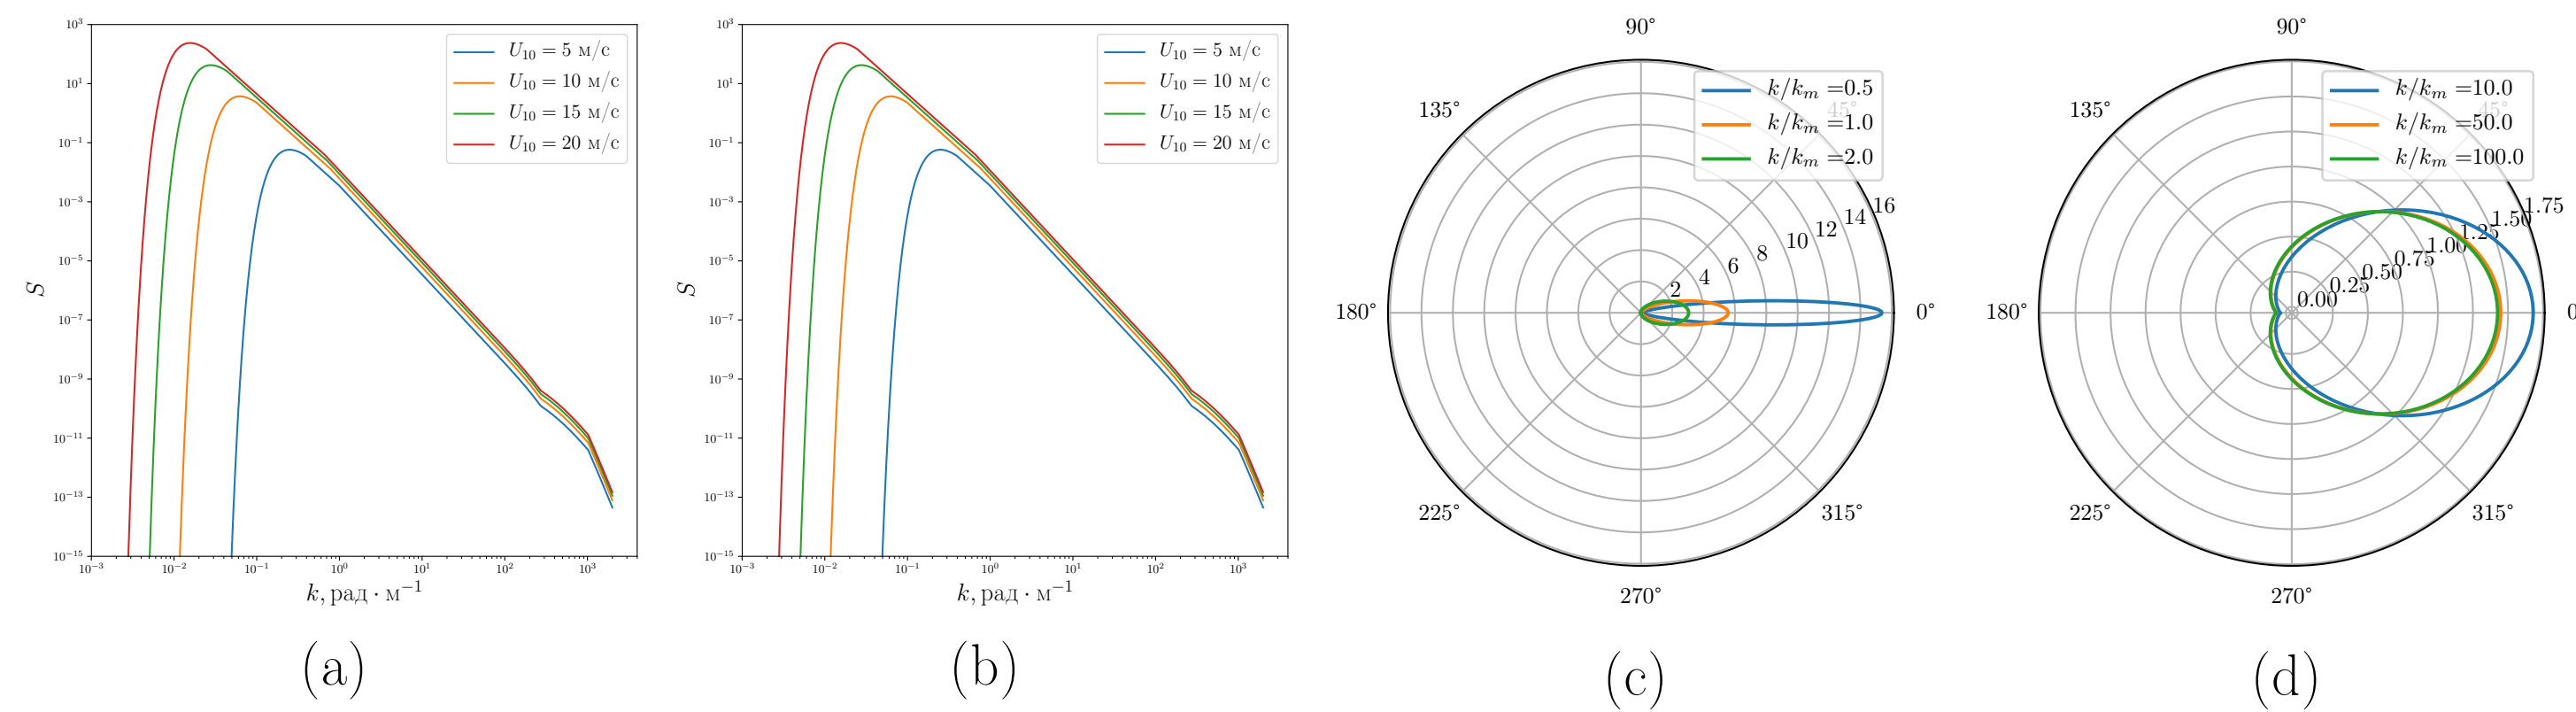 10³
10¹
10⁻¹
10⁻³
10⁻⁵
10⁻⁷
10⁻⁹
10⁻¹¹
10⁻¹³
10⁻¹⁵
S
U₁₀ = 5 м/с
U₁₀ = 10 м/с
U₁₀ = 15 м/с
U₁₀ = 20 м/с
10⁻³ 10⁻² 10⁻¹ 10⁰ 10¹ 10² 10³
k, рад · м⁻¹
(a)
10³
10¹
10⁻¹
10⁻³
10⁻⁵
10⁻⁷
10⁻⁹
10⁻¹¹
10⁻¹³
10⁻¹⁵
S
U₁₀ = 5 м/с
U₁₀ = 10 м/с
U₁₀ = 15 м/с
U₁₀ = 20 м/с
10⁻³ 10⁻² 10⁻¹ 10⁰ 10¹ 10² 10³
k, рад · м⁻¹
(b)
90°
135°
45°
k/kₘ =0.5
k/kₘ =1.0
k/kₘ =2.0
2 4 6 8 10 12 14 16
180°
0°
225°
315°
270°
(c)
90°
135°
45°
k/kₘ =10.0
k/kₘ =50.0
k/kₘ =100.0
0.00 0.25 0.50 0.75 1.00 1.25 1.50 1.75
180°
0
225°
315°
270°
(d)